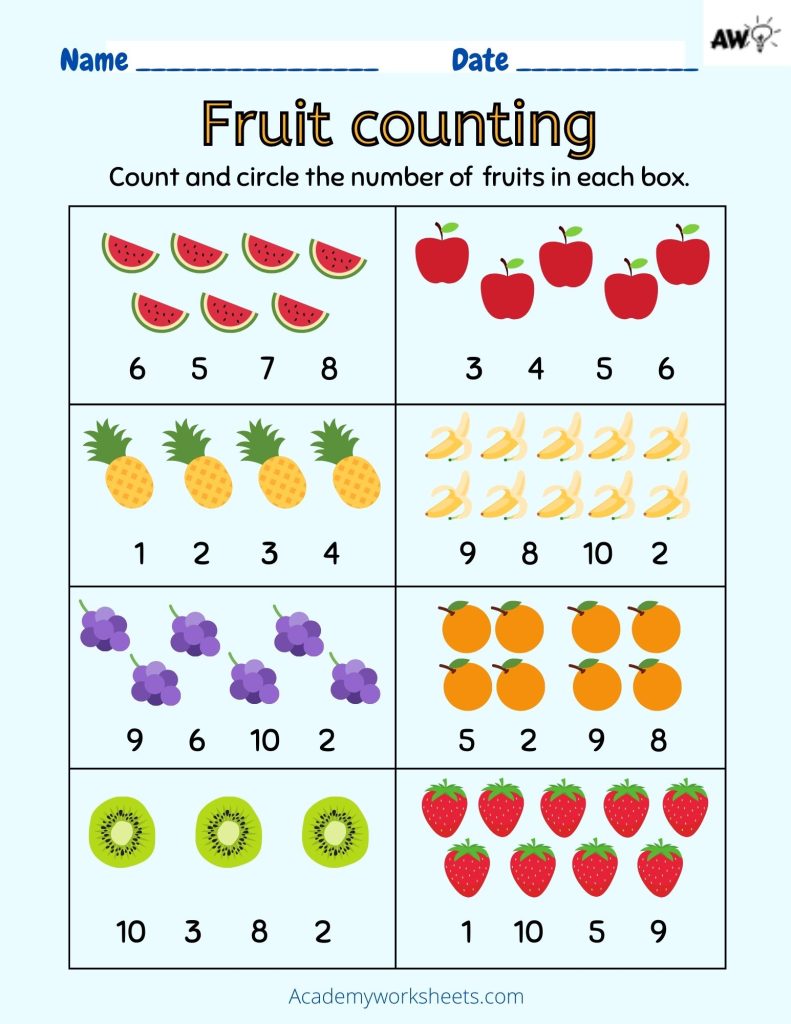 AW
Name ________________ Date ____________
Fruit counting
Count and circle the number of fruits in each box.
6 5 7 8
3 4 5 6
1 2 3 4
9 8 10 2
9 6 10 2
5 2 9 8
10 3 8 2
1 10 5 9
Academyworksheets.com